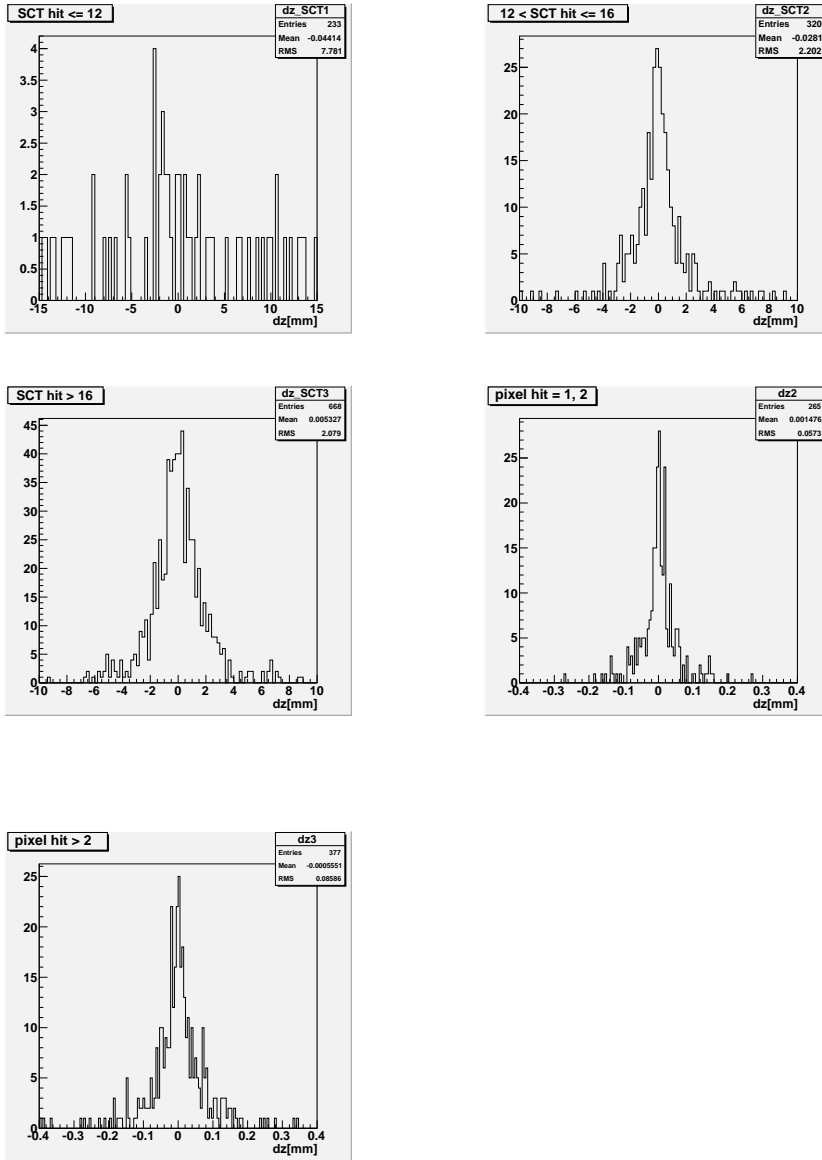 SCT hit <= 12
dz_SCT1
Entries 233
Mean -0.04414
RMS 7.781
4
3.5
3
2.5
2
1.5
1
0.5
0
-15 -10 -5 0 5 10 15
dz[mm]
12 < SCT hit <= 16
dz_SCT2
Entries 320
Mean -0.0281
RMS 2.202
25
20
15
10
5
0
-10 -8 -6 -4 -2 0 2 4 6 8 10
dz[mm]
SCT hit > 16
dz_SCT3
Entries 668
Mean 0.005327
RMS 2.079
45
40
35
30
25
20
15
10
5
0
-10 -8 -6 -4 -2 0 2 4 6 8 10
dz[mm]
pixel hit = 1, 2
dz2
Entries 265
Mean 0.001476
RMS 0.0573
25
20
15
10
5
0
-0.4 -0.3 -0.2 -0.1 0 0.1 0.2 0.3 0.4
dz[mm]
pixel hit > 2
dz3
Entries 377
Mean -0.0005551
RMS 0.08586
25
20
15
10
5
0
-0.4 -0.3 -0.2 -0.1 0 0.1 0.2 0.3 0.4
dz[mm]